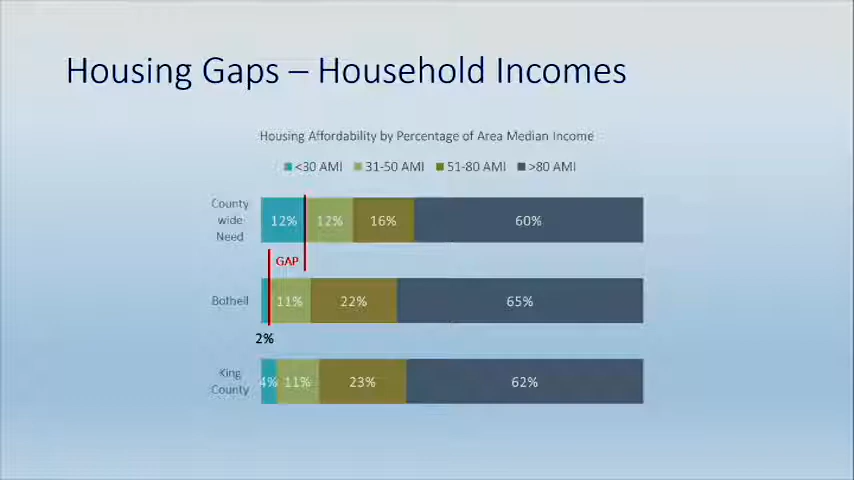 Housing Gaps – Household Incomes
Housing Affordability by Percentage of Area Median Income
<30 AMI 31-50 AMI 51-80 AMI >80 AMI
County
wide
Need
12% 12% 16% 60%
GAP
Bothell
11% 22% 65%
2%
King
County
4% 11% 23% 62%